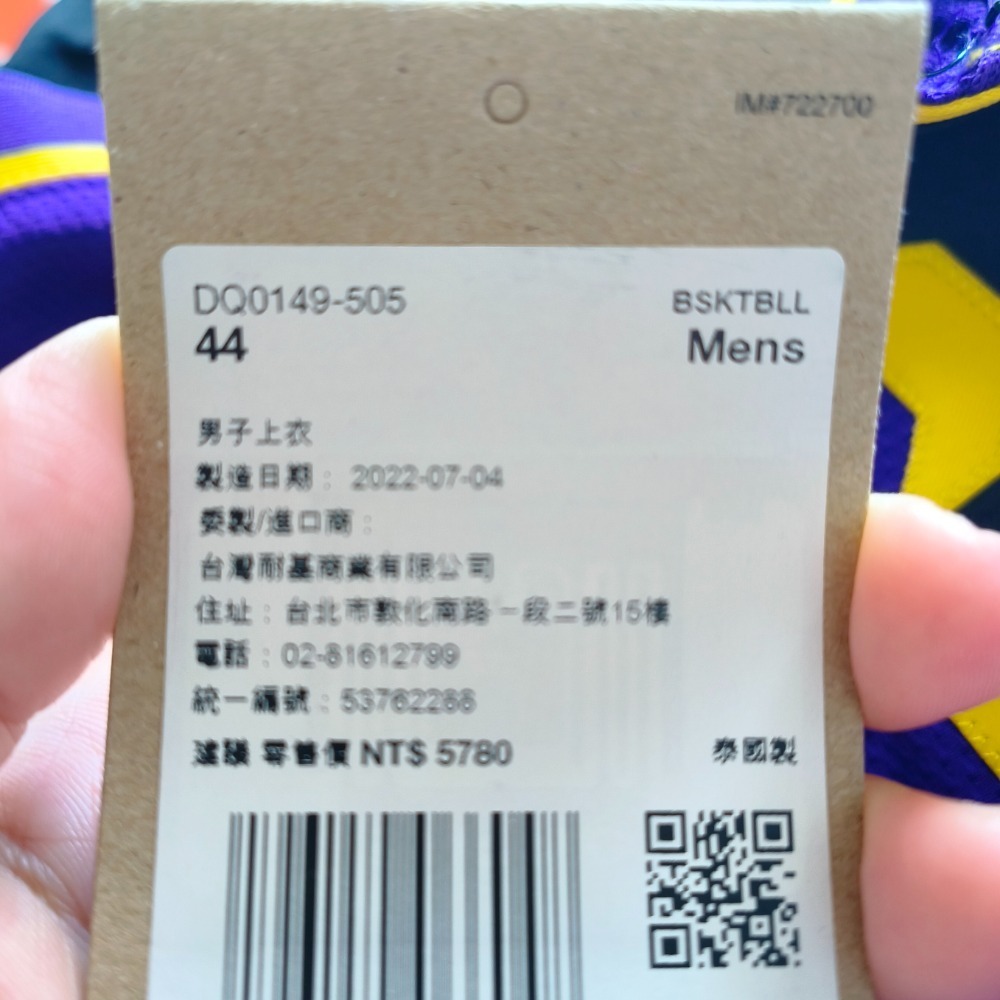 IM#722700
DQ0149-505 BSKTBLL
44 Mens
男子上衣
製造日期： 2022-07-04
委製/進口商：
台灣耐基商業有限公司
住址：台北市敦化南路一段二號15樓
電話：02-81612799
統一編號：53762288
建議 零售價 NT$ 5780 泰國製